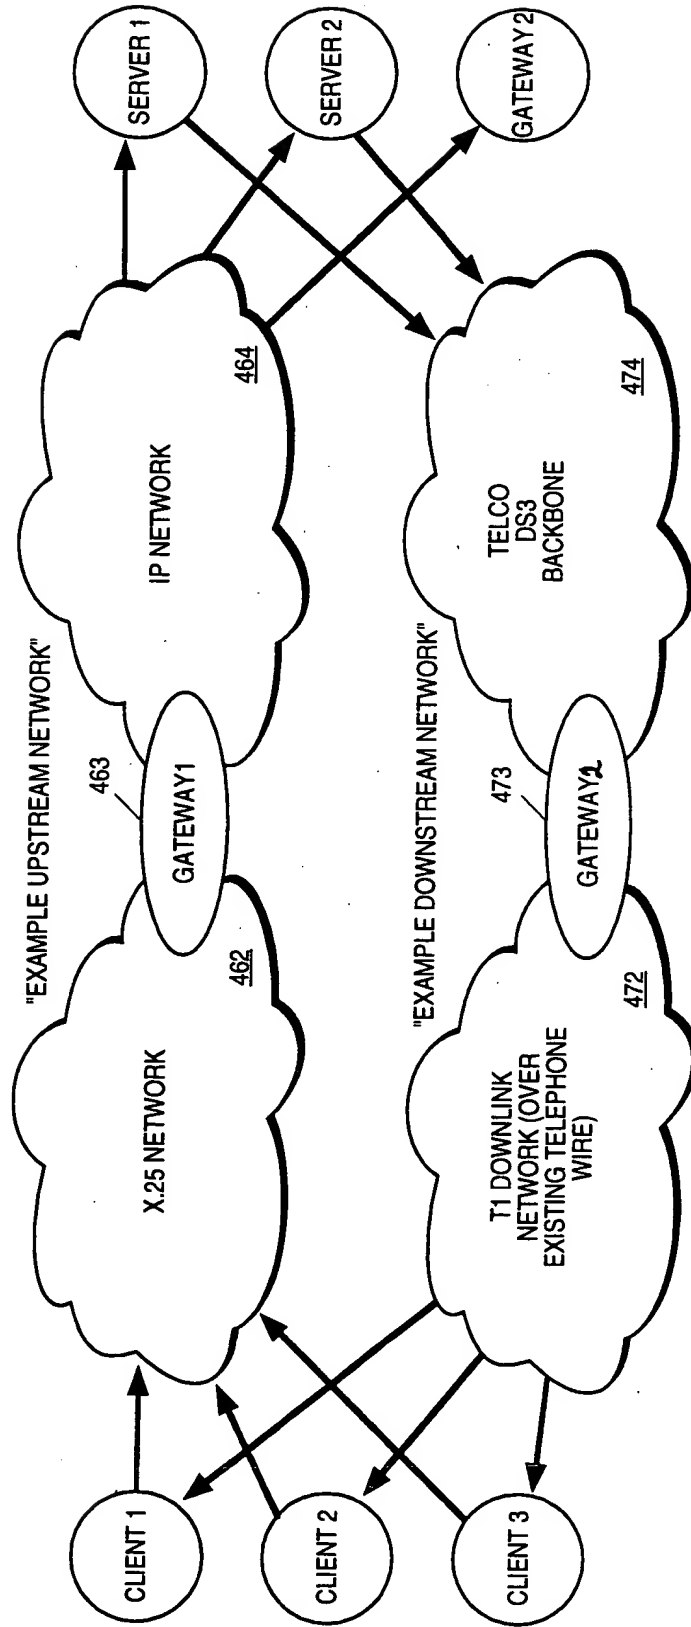 "EXAMPLE UPSTREAM NETWORK"
CLIENT 1
CLIENT 2
CLIENT 3
X.25 NETWORK
462
463
GATEWAY1
IP NETWORK
464
SERVER 1
SERVER 2
GATEWAY2
"EXAMPLE DOWNSTREAM NETWORK"
T1 DOWNLINK
NETWORK (OVER
EXISTING TELEPHONE
WIRE)
472
473
GATEWAY2
TELCO
DS3
BACKBONE
474